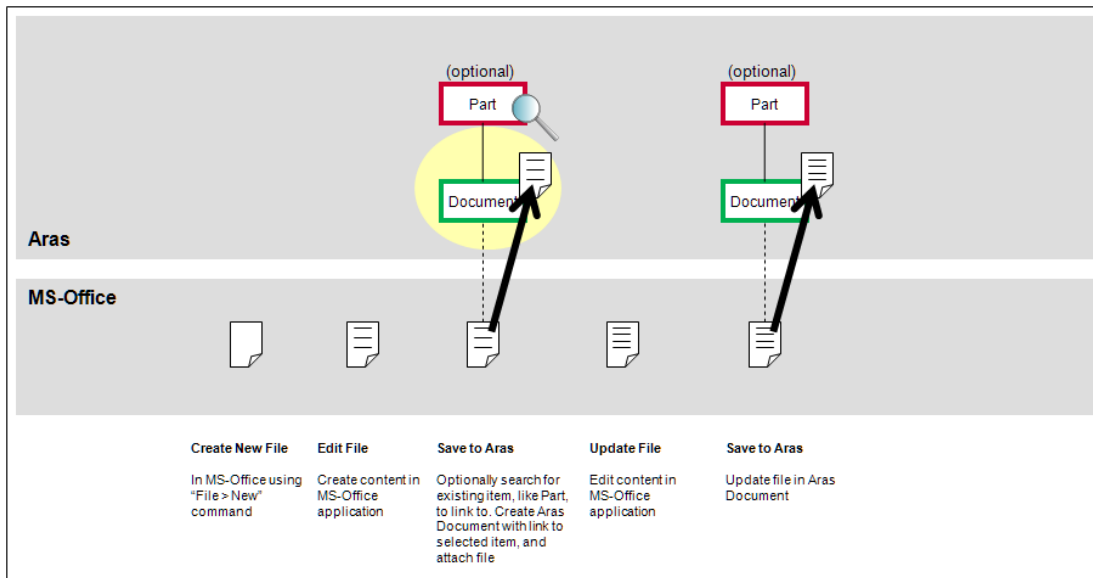 (optional)
(optional)
Part
Part
Document
Document
Aras
MS-Office
Create New File
In MS-Office using
“File > New”
command
Edit File
Create content in
MS-Office
application
Save to Aras
Optionally search for
existing item, like Part,
to link to. Create Aras
Document with link to
selected item, and
attach file
Update File
Edit content in
MS-Office
application
Save to Aras
Update file in Aras
Document